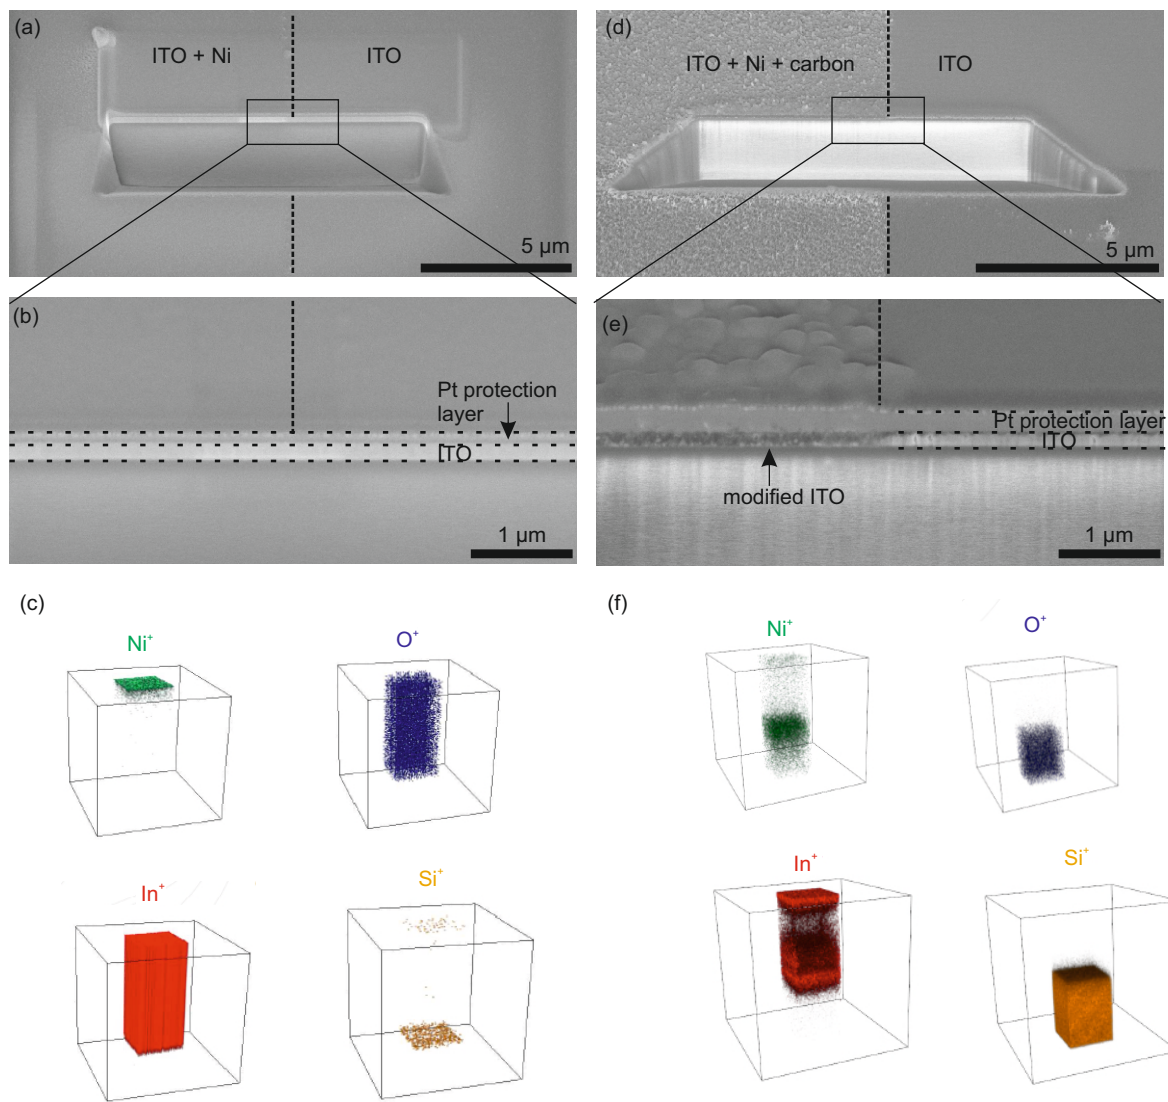 (a)
ITO + Ni
ITO
5 µm
(b)
Pt protection
layer
ITO
1 µm
(c)
Ni⁺
O⁺
In⁺
Si⁺
(d)
ITO + Ni + carbon
ITO
5 µm
(e)
Pt protection layer
ITO
modified ITO
1 µm
(f)
Ni⁺
O⁺
In⁺
Si⁺